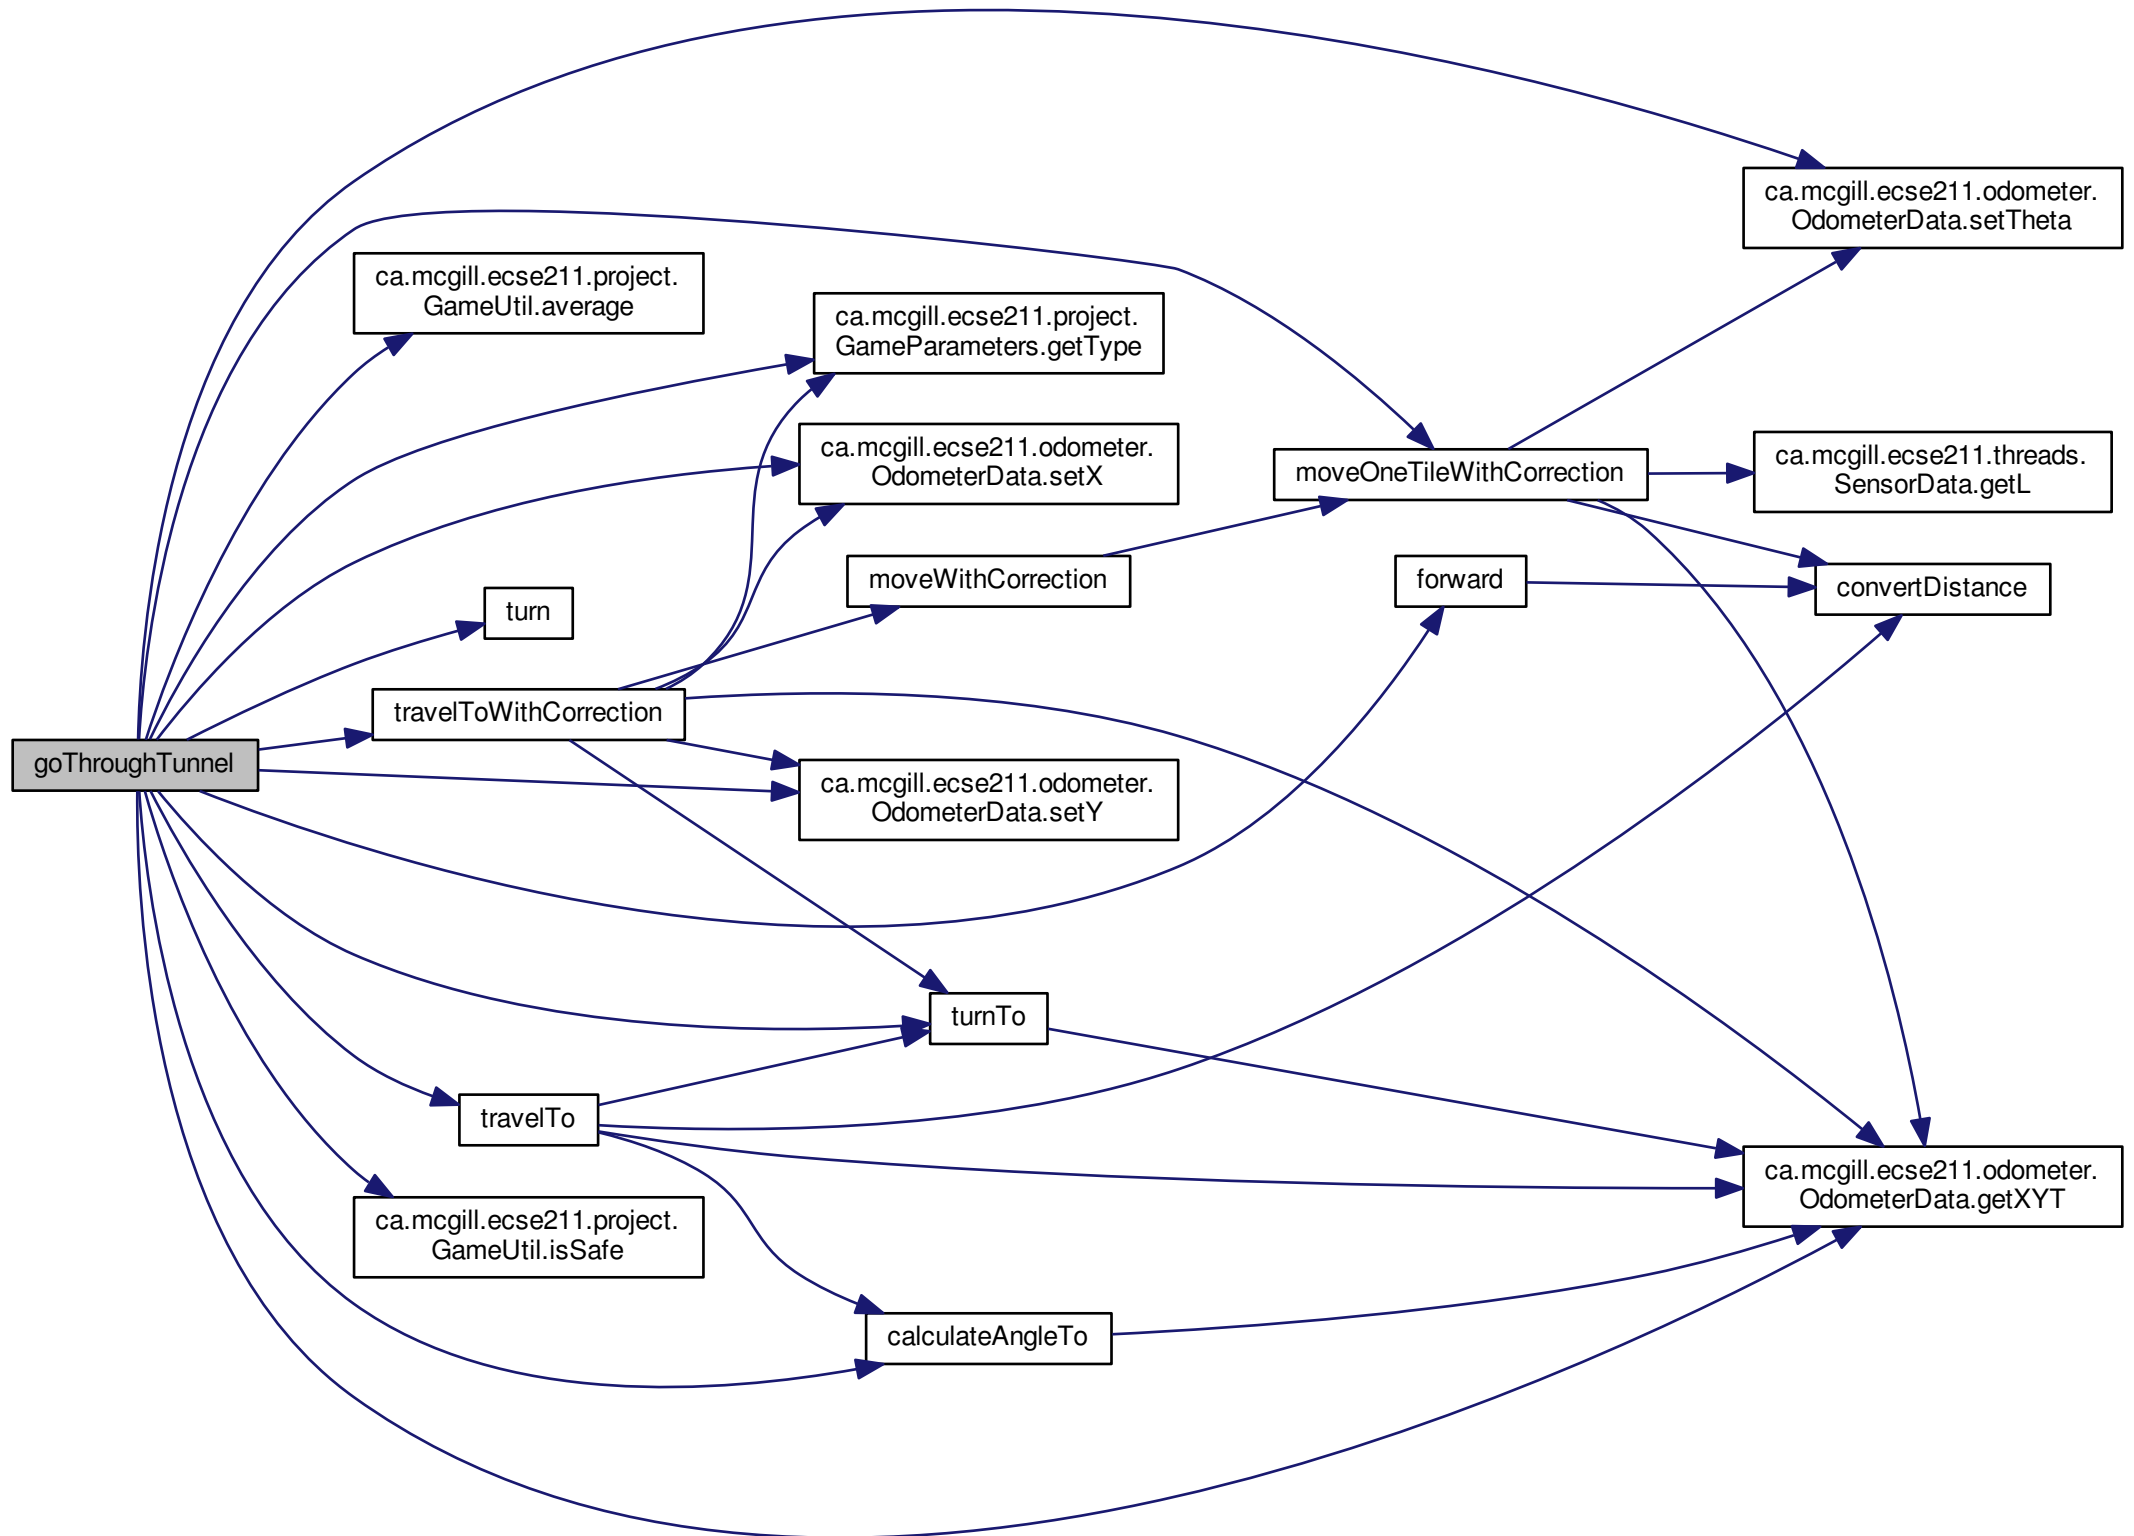 ca.mcgill.ecse211.odometer.
OdometerData.setTheta
ca.mcgill.ecse211.project.
GameUtil.average
ca.mcgill.ecse211.project.
GameParameters.getType
ca.mcgill.ecse211.odometer.
OdometerData.setX
moveOneTileWithCorrection
ca.mcgill.ecse211.threads.
SensorData.getL
moveWithCorrection
forward
convertDistance
turn
travelToWithCorrection
goThroughTunnel
ca.mcgill.ecse211.odometer.
OdometerData.setY
turnTo
travelTo
ca.mcgill.ecse211.odometer.
OdometerData.getXYT
ca.mcgill.ecse211.project.
GameUtil.isSafe
calculateAngleTo